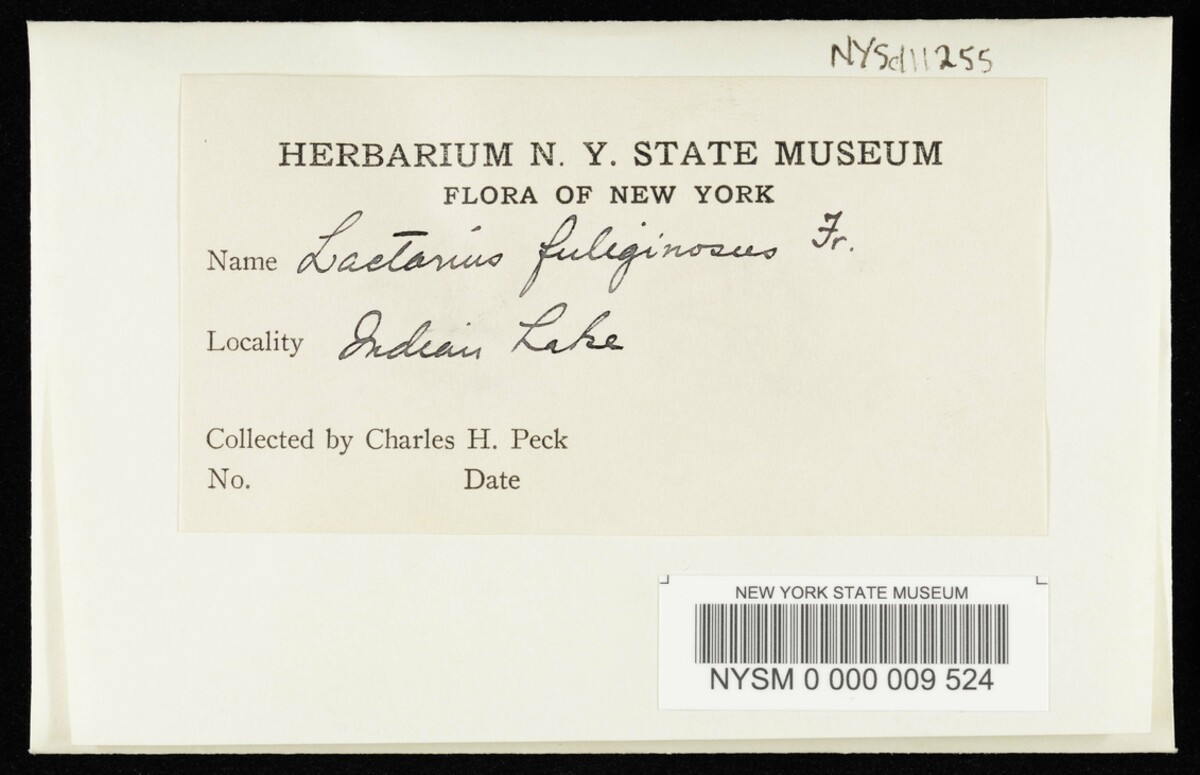 NYSd11255
HERBARIUM N. Y. STATE MUSEUM
FLORA OF NEW YORK
Name Lactarius fuliginosus Fr.
Locality Indian Lake
Collected by Charles H. Peck
No. Date
NEW YORK STATE MUSEUM
NYSM 0 000 009 524